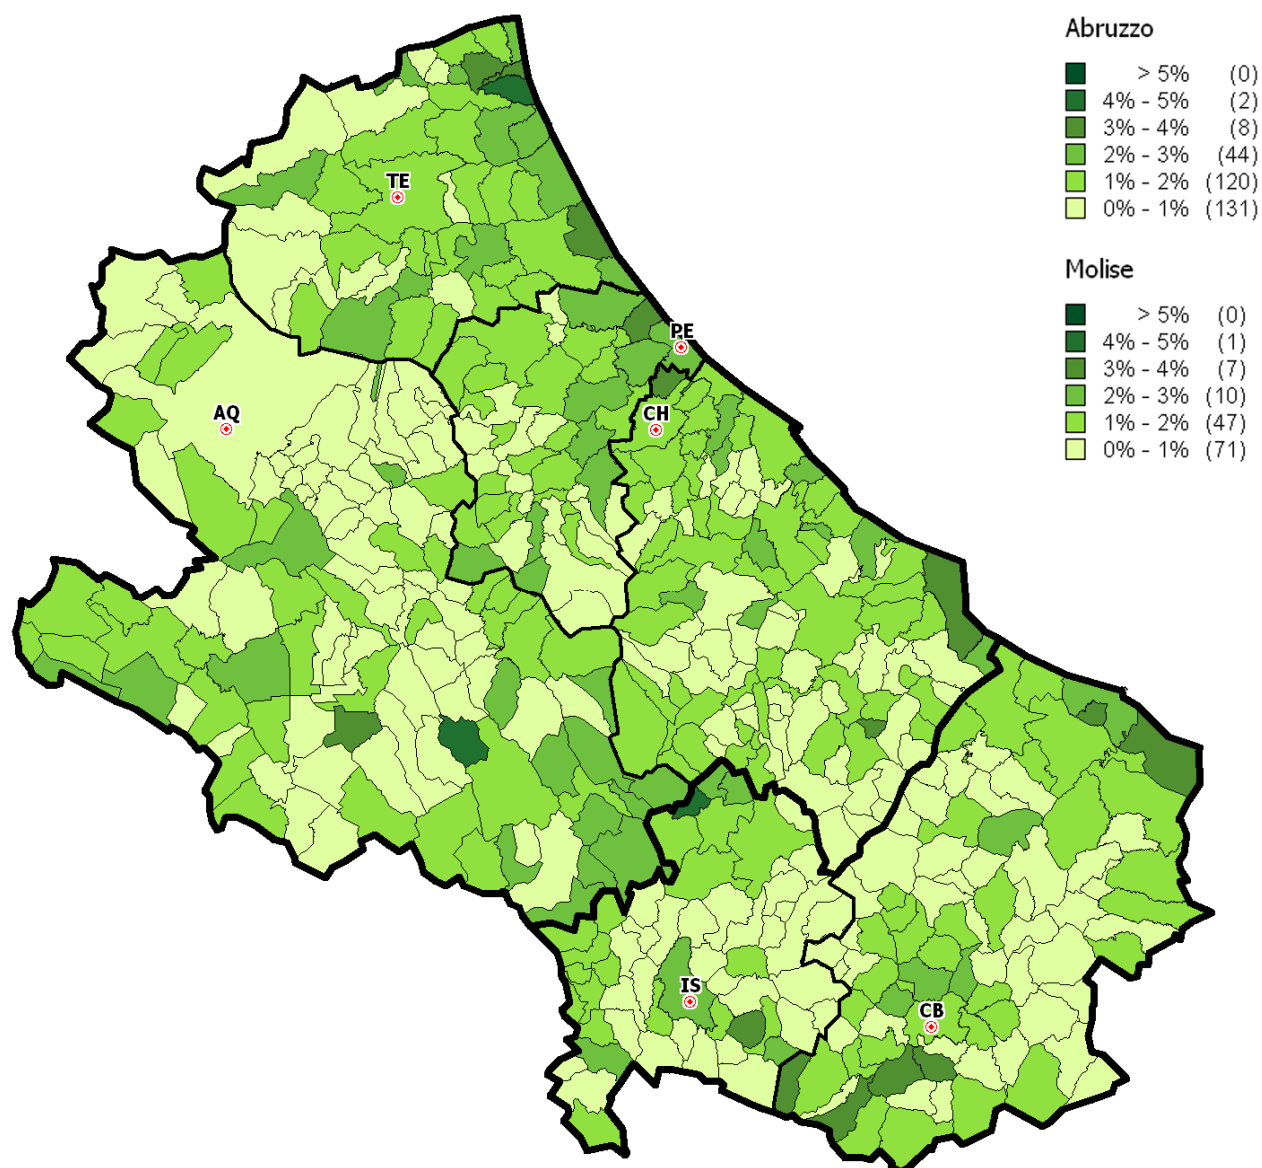 Abruzzo
> 5% (0)
4% - 5% (2)
3% - 4% (8)
2% - 3% (44)
1% - 2% (120)
0% - 1% (131)
Molise
> 5% (0)
4% - 5% (1)
3% - 4% (7)
2% - 3% (10)
1% - 2% (47)
0% - 1% (71)
TE
PE
AQ
CH
IS
CB